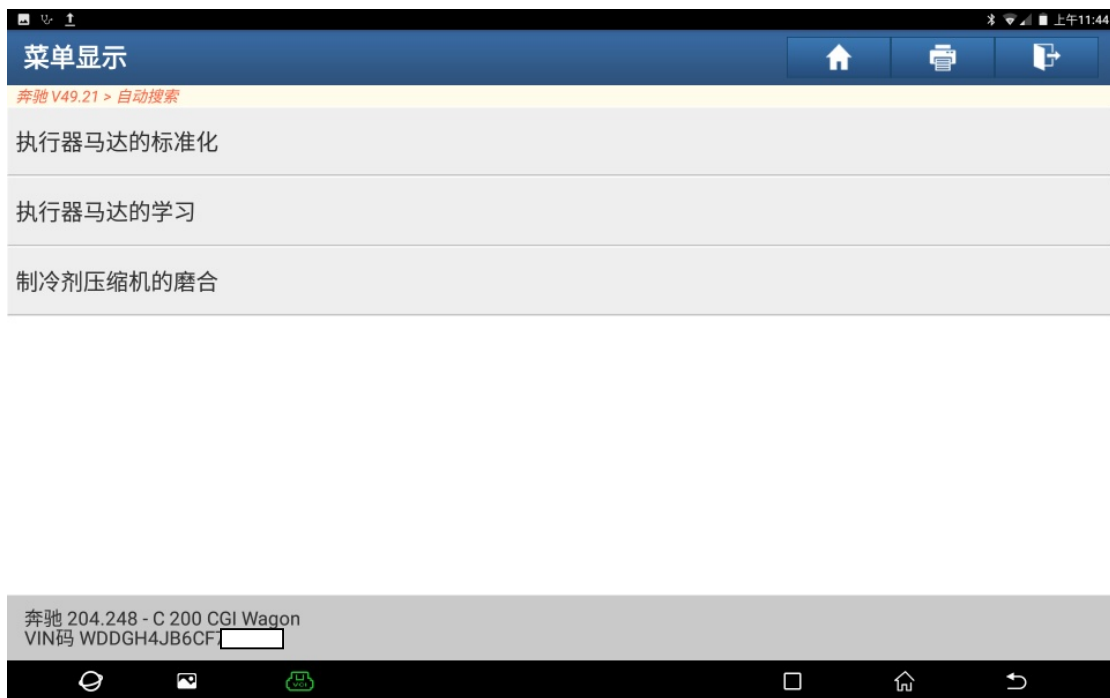 上午11:44
菜单显示
奔驰 V49.21 > 自动搜索
执行器马达的标准化
执行器马达的学习
制冷剂压缩机的磨合
奔驰 204.248 - C 200 CGI Wagon
VIN码 WDDGH4JB6CF7
VCI